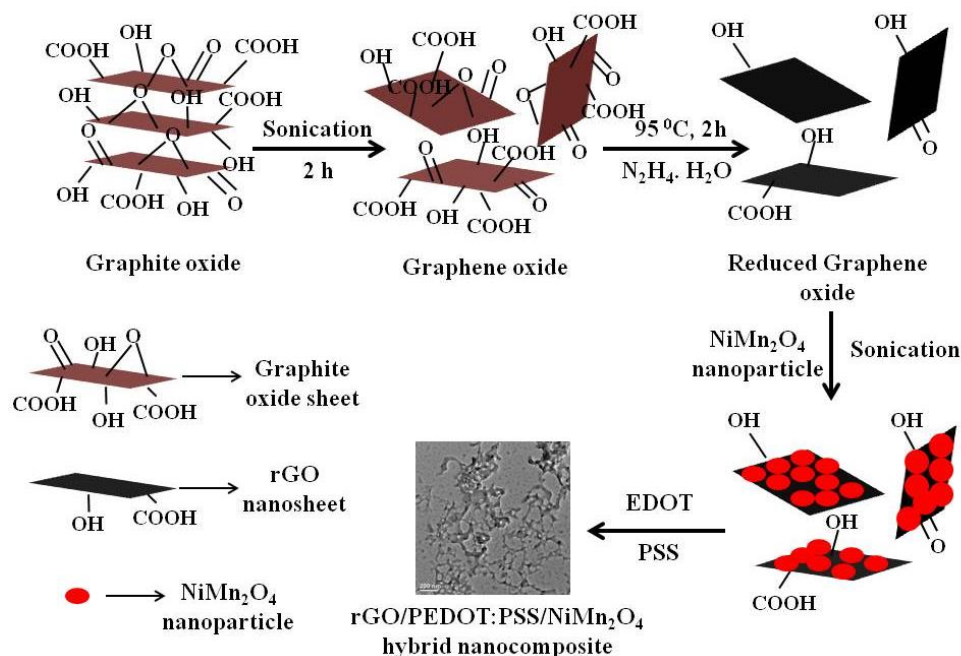 OH
COOH
O
O
COOH
OH
OH
COOH
O
O
OH
OH
COOH
OH
O
Sonication
2 h
Graphite oxide
COOH
OH
COOH
O
O
COOH
OH
O
O
COOH
OH
COOH
O
O
COOH
OH
COOH
O
Graphene oxide
95 ⁰C, 2h
N₂H₄· H₂O
OH
OH
O
OH
COOH
Reduced Graphene
oxide
NiMn₂O₄
nanoparticle
Sonication
O
OH
O
COOH
OH
COOH
Graphite
oxide sheet
OH
COOH
rGO
nanosheet
NiMn₂O₄
nanoparticle
OH
OH
OH
O
COOH
EDOT
PSS
200 nm
rGO/PEDOT:PSS/NiMn₂O₄
hybrid nanocomposite